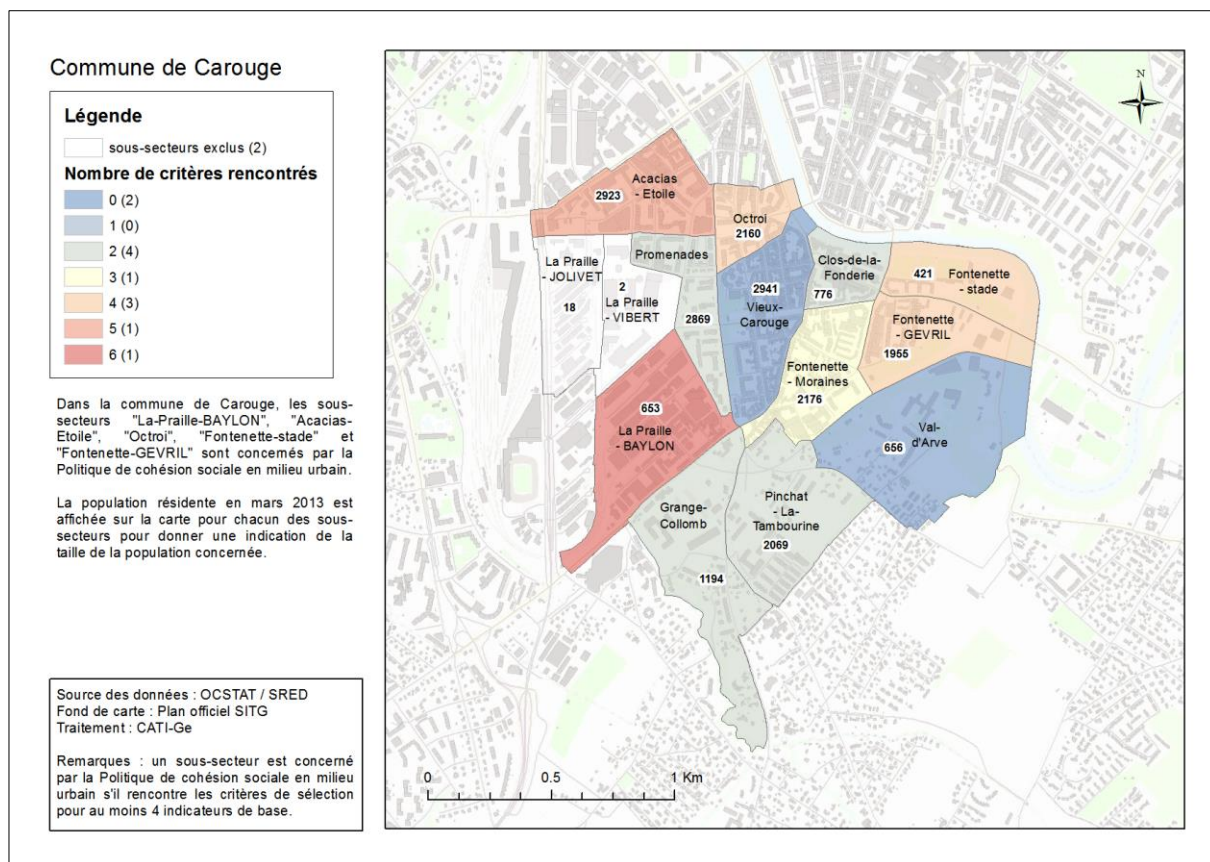 Commune de Carouge
Légende
sous-secteurs exclus (2)
Nombre de critères rencontrés
0 (2)
1 (0)
2 (4)
3 (1)
4 (3)
5 (1)
6 (1)
Dans la commune de Carouge, les sous-
secteurs "La-Praille-BAYLON", "Acacias-
Etoile", "Octroi", "Fontenette-stade" et
"Fontenette-GEVRIL" sont concernés par la
Politique de cohésion sociale en milieu urbain.
La population résidente en mars 2013 est
affichée sur la carte pour chacun des sous-
secteurs pour donner une indication de la
taille de la population concernée.
Source des données : OCSTAT / SRED
Fond de carte : Plan officiel SITG
Traitement : CATI-Ge
Remarques : un sous-secteur est concerné
par la Politique de cohésion sociale en milieu
urbain s'il rencontre les critères de sélection
pour au moins 4 indicateurs de base.
N
Acacias
- Etoile
2923
Octroi
2160
La Praille
- JOLIVET
18
Promenades
2869
2
La Praille
- VIBERT
2941
Vieux-
Carouge
Clos-de-la-
Fonderie
776
421
Fontenette
- stade
Fontenette
- GEVRIL
1955
Fontenette
- Moraines
2176
653
La Praille
- BAYLON
Val-
d'Arve
656
Grange-
Collomb
1194
Pinchat
- La-
Tambourine
2069
0
0.5
1 Km